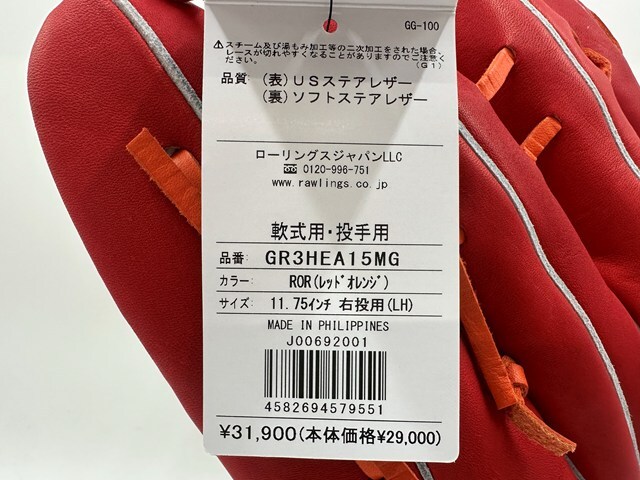 GG-100
⚠スチーム及び湯もみ加工等の二次加工をされた場合、
レースが切れやすくなることがありますのでご注意く
ださい。 (G1)
品質: (表)USステアレザー
(裏)ソフトステアレザー
ローリングスジャパンLLC
0120-996-751
www.rawlings.co.jp
軟式用・投手用
品番: GR3HEA15MG
カラー: ROR(レッドオレンジ)
サイズ: 11.75インチ 右投用(LH)
MADE IN PHILIPPINES
J00692001
4582694579551
¥31,900(本体価格¥29,000)